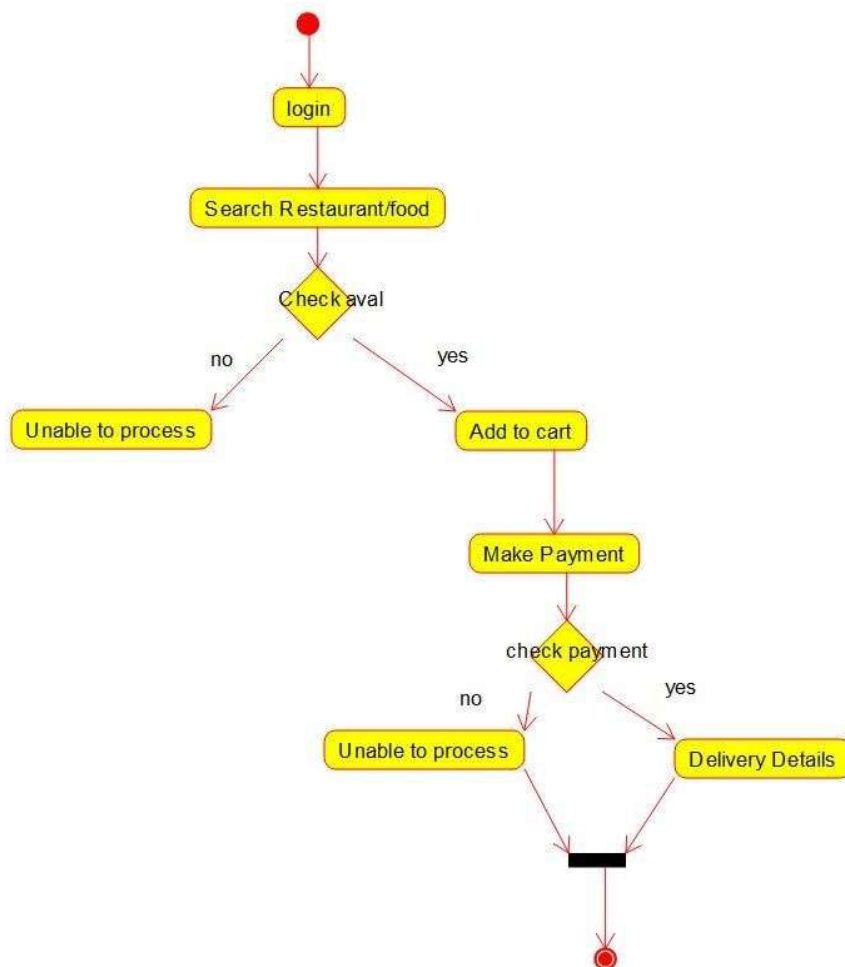 login
Search Restaurant/food
Check aval
no
yes
Unable to process
Add to cart
Make Payment
check payment
no
yes
Unable to process
Delivery Details